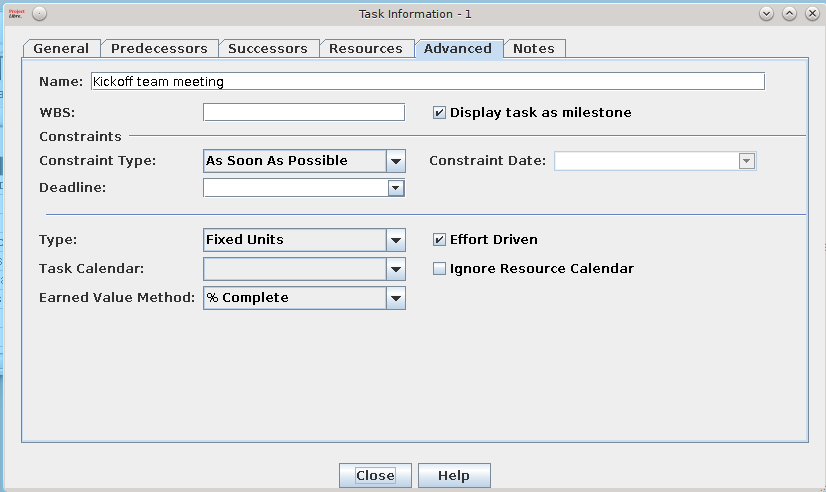 Project
Libre.
Task Information - 1
General Predecessors Successors Resources Advanced Notes
Name: Kickoff team meeting
WBS: Display task as milestone
Constraints
Constraint Type: As Soon As Possible Constraint Date:
Deadline:
Type: Fixed Units Effort Driven
Task Calendar: Ignore Resource Calendar
Earned Value Method: % Complete
Close Help